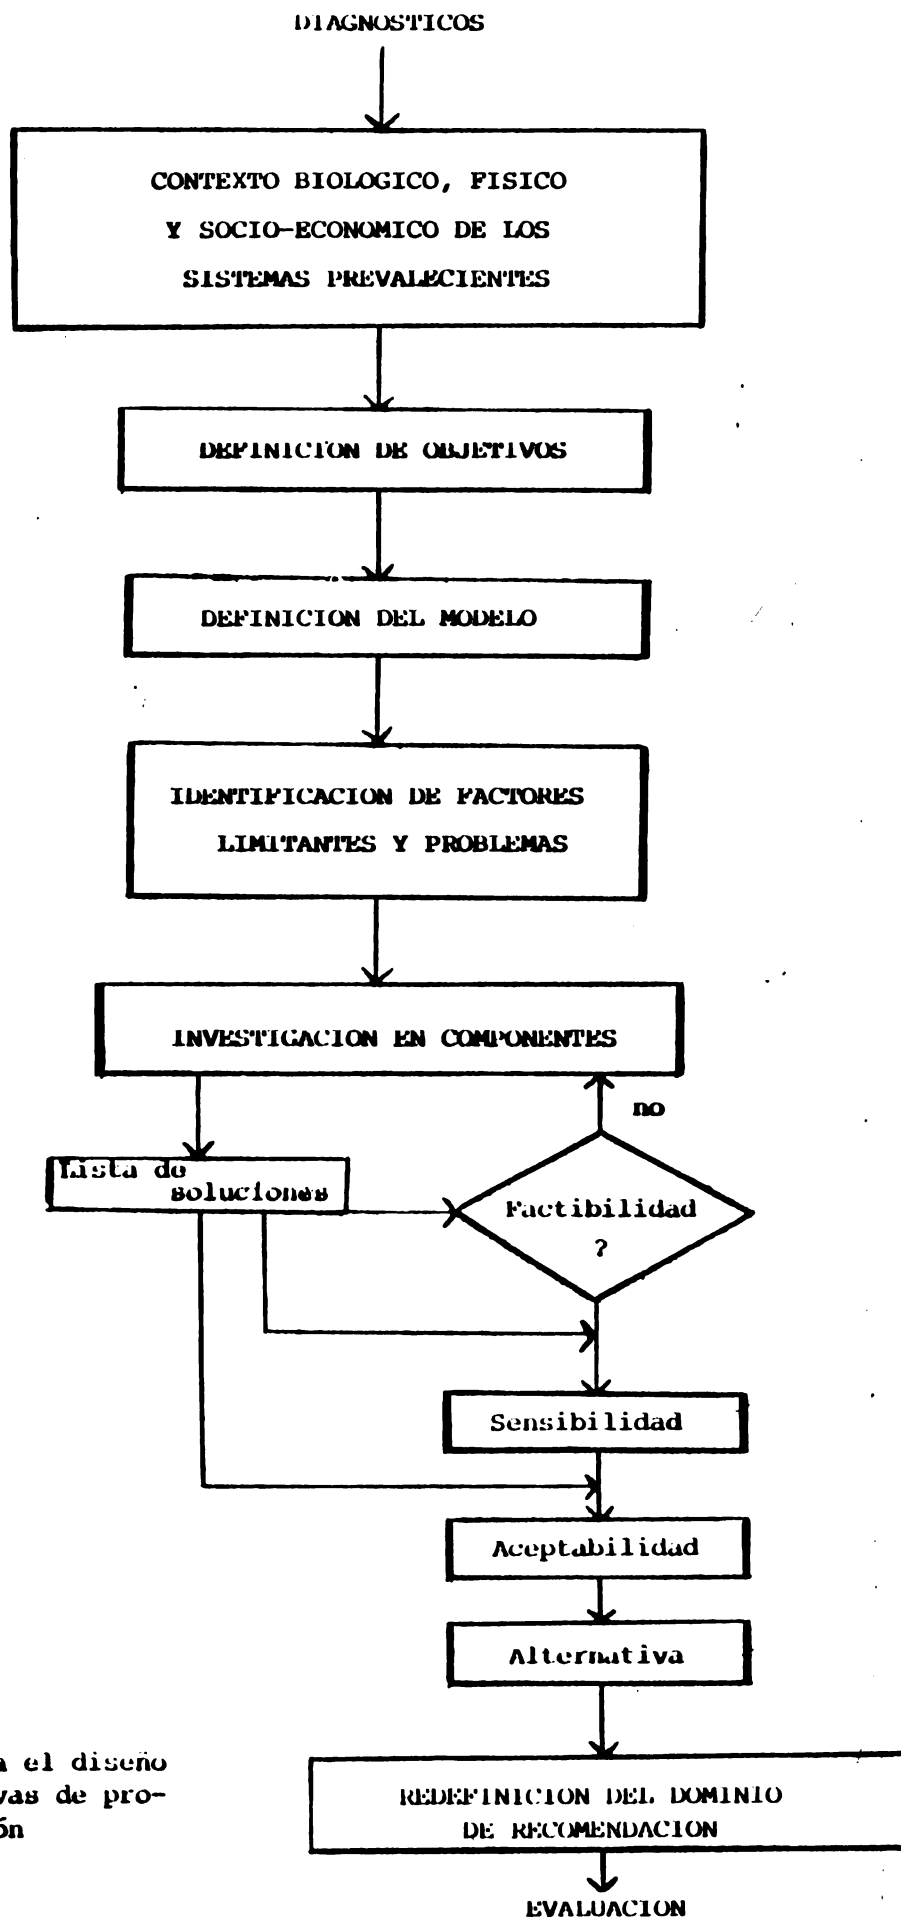 DIAGNOSTICOS
CONTEXTO BIOLOGICO, FISICO
Y SOCIO-ECONOMICO DE LOS
SISTEMAS PREVALECIENTES
DEFINICION DE OBJETIVOS
DEFINICION DEL MODELO
IDENTIFICACION DE FACTORES
LIMITANTES Y PROBLEMAS
INVESTIGACION EN COMPONENTES
no
Lista de
soluciones
Factibilidad
?
Sensibilidad
Aceptabilidad
Alternativa
a el diseño
vas de pro-
ón
REDEFINICION DEL DOMINIO
DE RECOMENDACION
EVALUACION